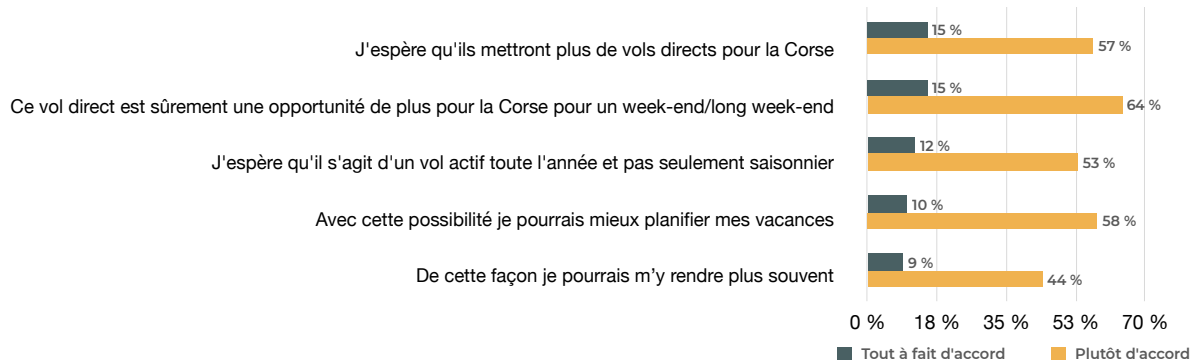 15 %
J'espère qu'ils mettront plus de vols directs pour la Corse
57 %
15 %
Ce vol direct est sûrement une opportunité de plus pour la Corse pour un week-end/long week-end
64 %
12 %
J'espère qu'il s'agit d'un vol actif toute l'année et pas seulement saisonnier
53 %
10 %
Avec cette possibilité je pourrais mieux planifier mes vacances
58 %
9 %
De cette façon je pourrais m’y rendre plus souvent
44 %
0 % 18 % 35 % 53 % 70 %
Tout à fait d'accord Plutôt d'accord